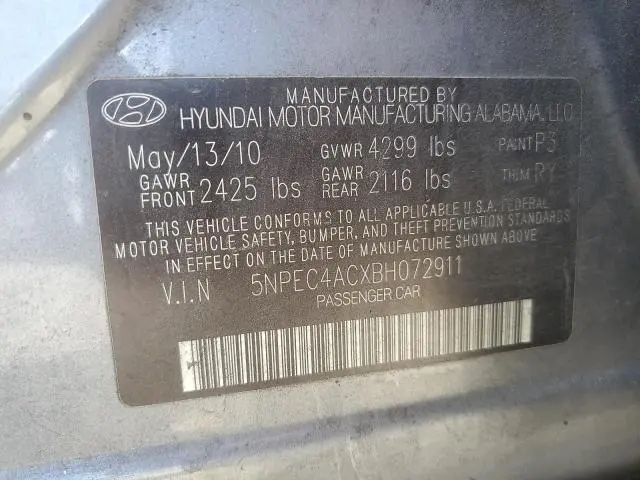 MANUFACTURED BY
HYUNDAI MOTOR MANUFACTURING ALABAMA, LLC
May/13/10 GVWR 4299 lbs PAINT P3
GAWR FRONT 2425 lbs GAWR REAR 2116 lbs TRIM RY
THIS VEHICLE CONFORMS TO ALL APPLICABLE U.S.A. FEDERAL
MOTOR VEHICLE SAFETY, BUMPER, AND THEFT PREVENTION STANDARDS
IN EFFECT ON THE DATE OF MANUFACTURE SHOWN ABOVE
V.I.N 5NPEC4ACXBH072911
PASSENGER CAR